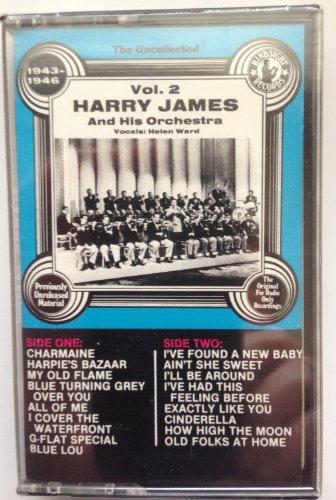 The Uncollected
1943-
1946
HINDSIGHT
RECORDS
Vol. 2
HARRY JAMES
And His Orchestra
Vocals: Helen Ward
Previously
Unreleased
Material
The
Original
For Radio
Only
Recordings
SIDE ONE:
CHARMAINE
HARPIE'S BAZAAR
MY OLD FLAME
BLUE TURNING GREY
OVER YOU
ALL OF ME
I COVER THE
WATERFRONT
G-FLAT SPECIAL
BLUE LOU
SIDE TWO:
I'VE FOUND A NEW BABY
AIN'T SHE SWEET
I'LL BE AROUND
I'VE HAD THIS
FEELING BEFORE
EXACTLY LIKE YOU
CINDERELLA
HOW HIGH THE MOON
OLD FOLKS AT HOME